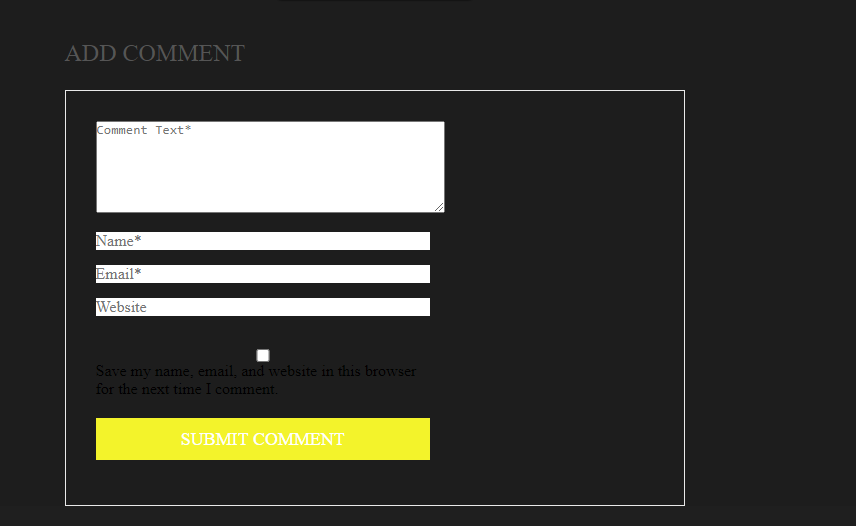 ADD COMMENT
Comment Text*
Name*
Email*
Website
Save my name, email, and website in this browser
for the next time I comment.
SUBMIT COMMENT